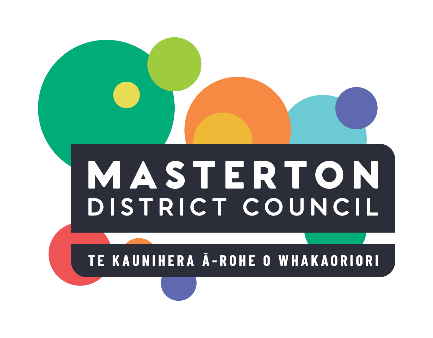 MASTERTON
DISTRICT COUNCIL
TE KAUNIHERA Ā-ROHE O WHAKAORIORI